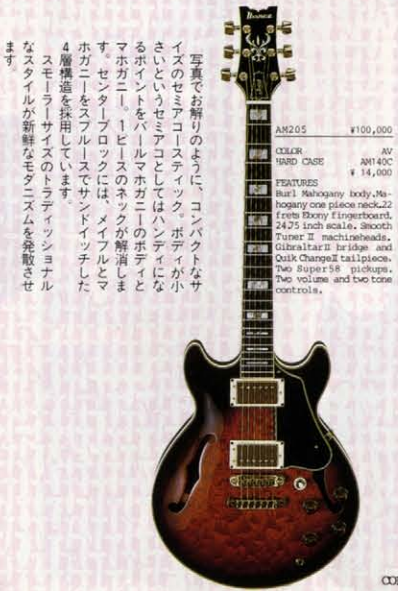 Ibanez
写真でお解りのように、コンパクトなサ
イズのセミアコースティック。ボディが小
さいというセミアコとしてはハンディにな
るポイントをバールマホガニーのボディと
マホガニー、1ピースのネックが解消しま
す。センターブロックには、メイプルとマ
ホガニーをスプルースでサンドイッチした
4層構造を採用しています。
スモーラーサイズのトラディッショナル
なスタイルが新鮮なモダニズムを発散させ
ます
AM205 ¥100,000
COLOR AV
HARD CASE AM140C
¥ 14,000
FEATURES
Burl Mahogany body.Ma-
hogany one piece neck.22
frets Ebony fingerboard.
24.75 inch scale. Smooth
Tuner II machineheads.
Gibraltar II bridge and
Quik Change II tailpiece.
Two Super58 pickups.
Two volume and two tone
controls.